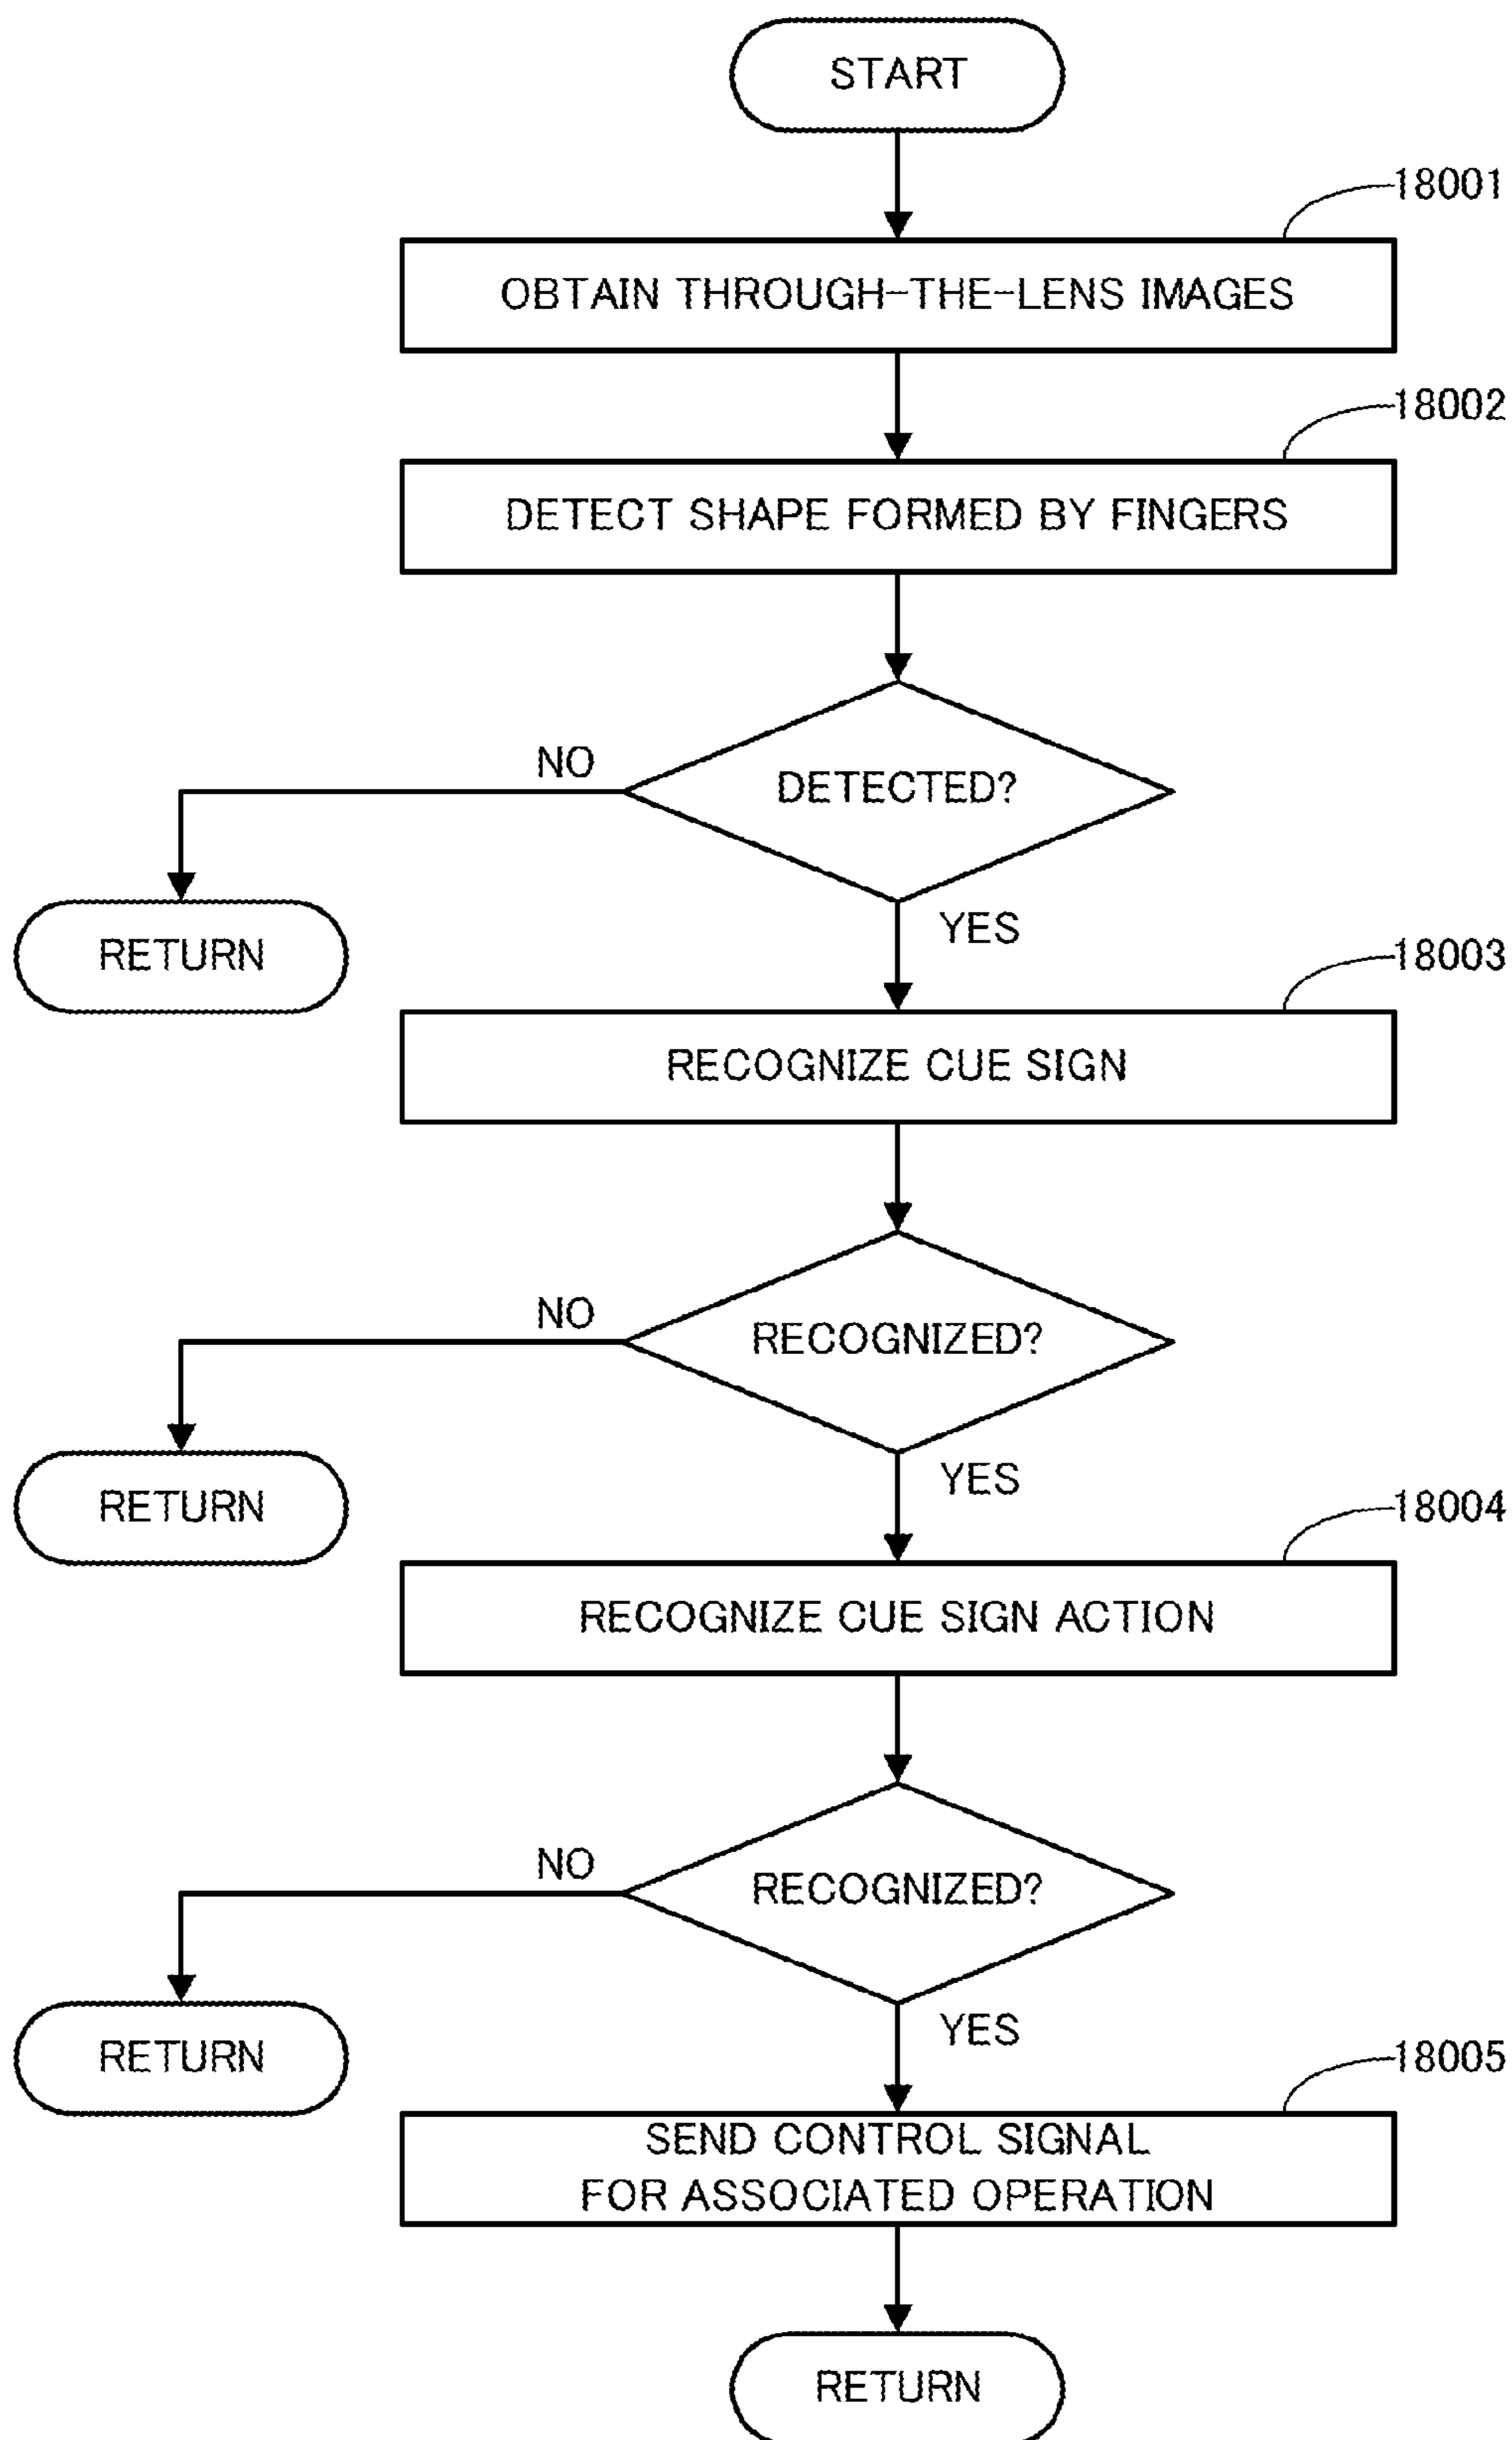 START
18001
OBTAIN THROUGH-THE-LENS IMAGES
18002
DETECT SHAPE FORMED BY FINGERS
NO
DETECTED?
YES
RETURN
18003
RECOGNIZE CUE SIGN
NO
RECOGNIZED?
YES
RETURN
18004
RECOGNIZE CUE SIGN ACTION
NO
RECOGNIZED?
YES
RETURN
18005
SEND CONTROL SIGNAL
FOR ASSOCIATED OPERATION
RETURN